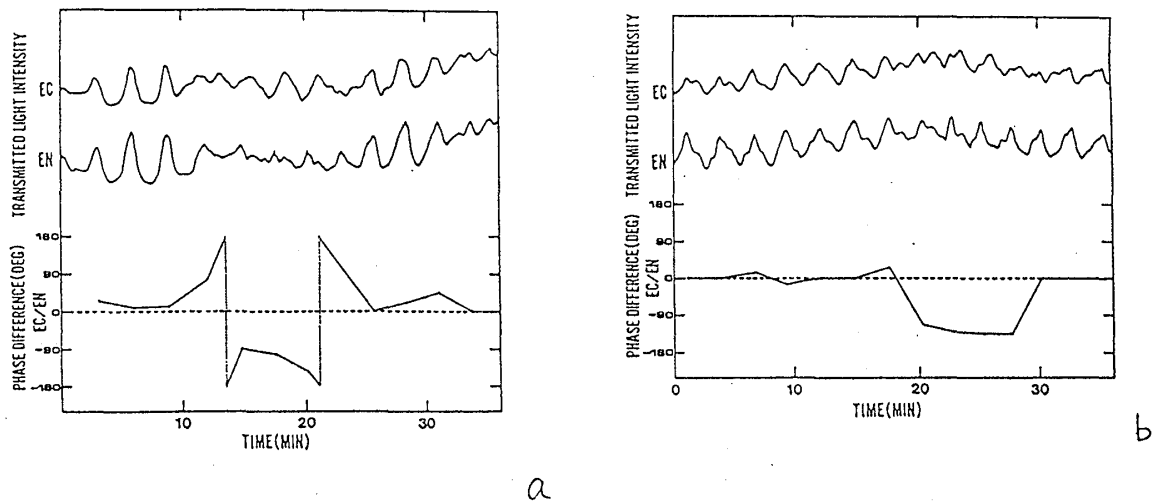 TRANSMITTED LIGHT INTENSITY
EC
EN
PHASE DIFFERENCE(DEG)
EC/EN
180
90
0
-90
-180
10
20
30
TIME(MIN)
a
TRANSMITTED LIGHT INTENSITY
EC
EN
PHASE DIFFERENCE(DEG)
EC/EN
180
90
0
-90
-180
0
10
20
30
TIME(MIN)
b